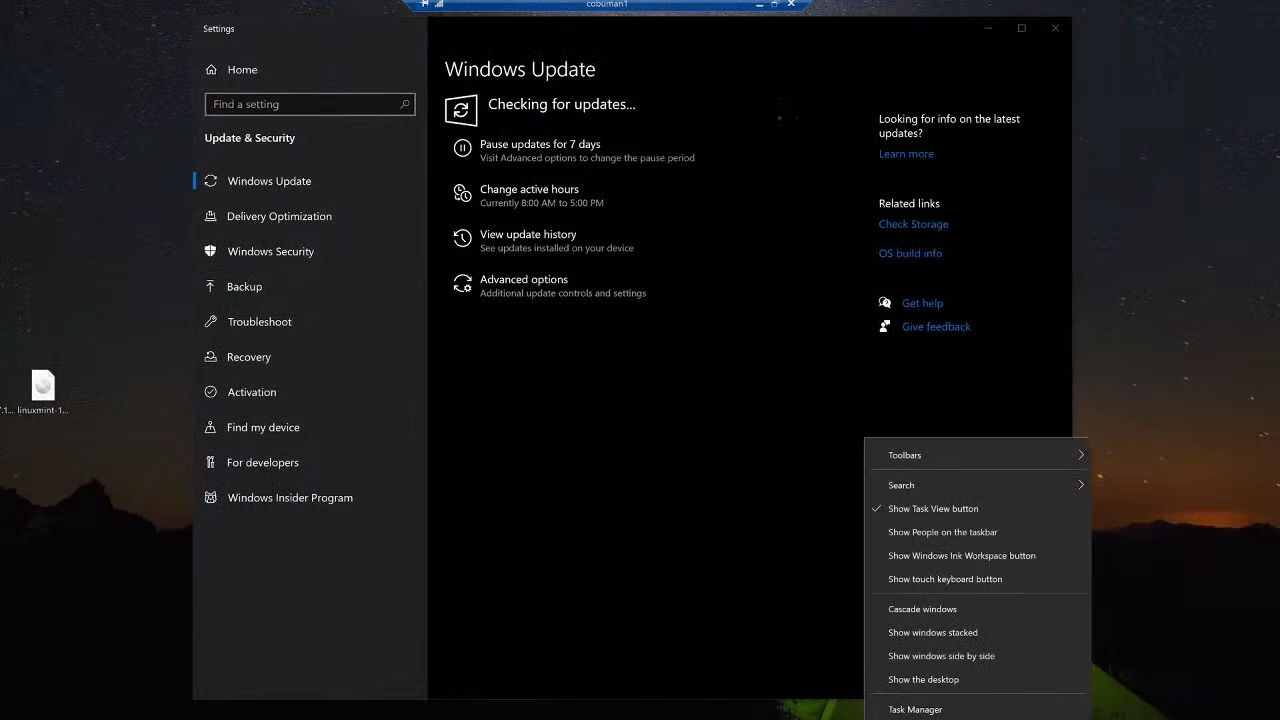 cobuman1
Settings
Home
Find a setting
Update & Security
Windows Update
Delivery Optimization
Windows Security
Backup
Troubleshoot
Recovery
Activation
Find my device
For developers
Windows Insider Program
Windows Update
Checking for updates...
Pause updates for 7 days
Visit Advanced options to change the pause period
Change active hours
Currently 8:00 AM to 5:00 PM
View update history
See updates installed on your device
Advanced options
Additional update controls and settings
Looking for info on the latest
updates?
Learn more
Related links
Check Storage
OS build info
Get help
Give feedback
7.1... linuxmint-1...
Toolbars
Search
Show Task View button
Show People on the taskbar
Show Windows Ink Workspace button
Show touch keyboard button
Cascade windows
Show windows stacked
Show windows side by side
Show the desktop
Task Manager